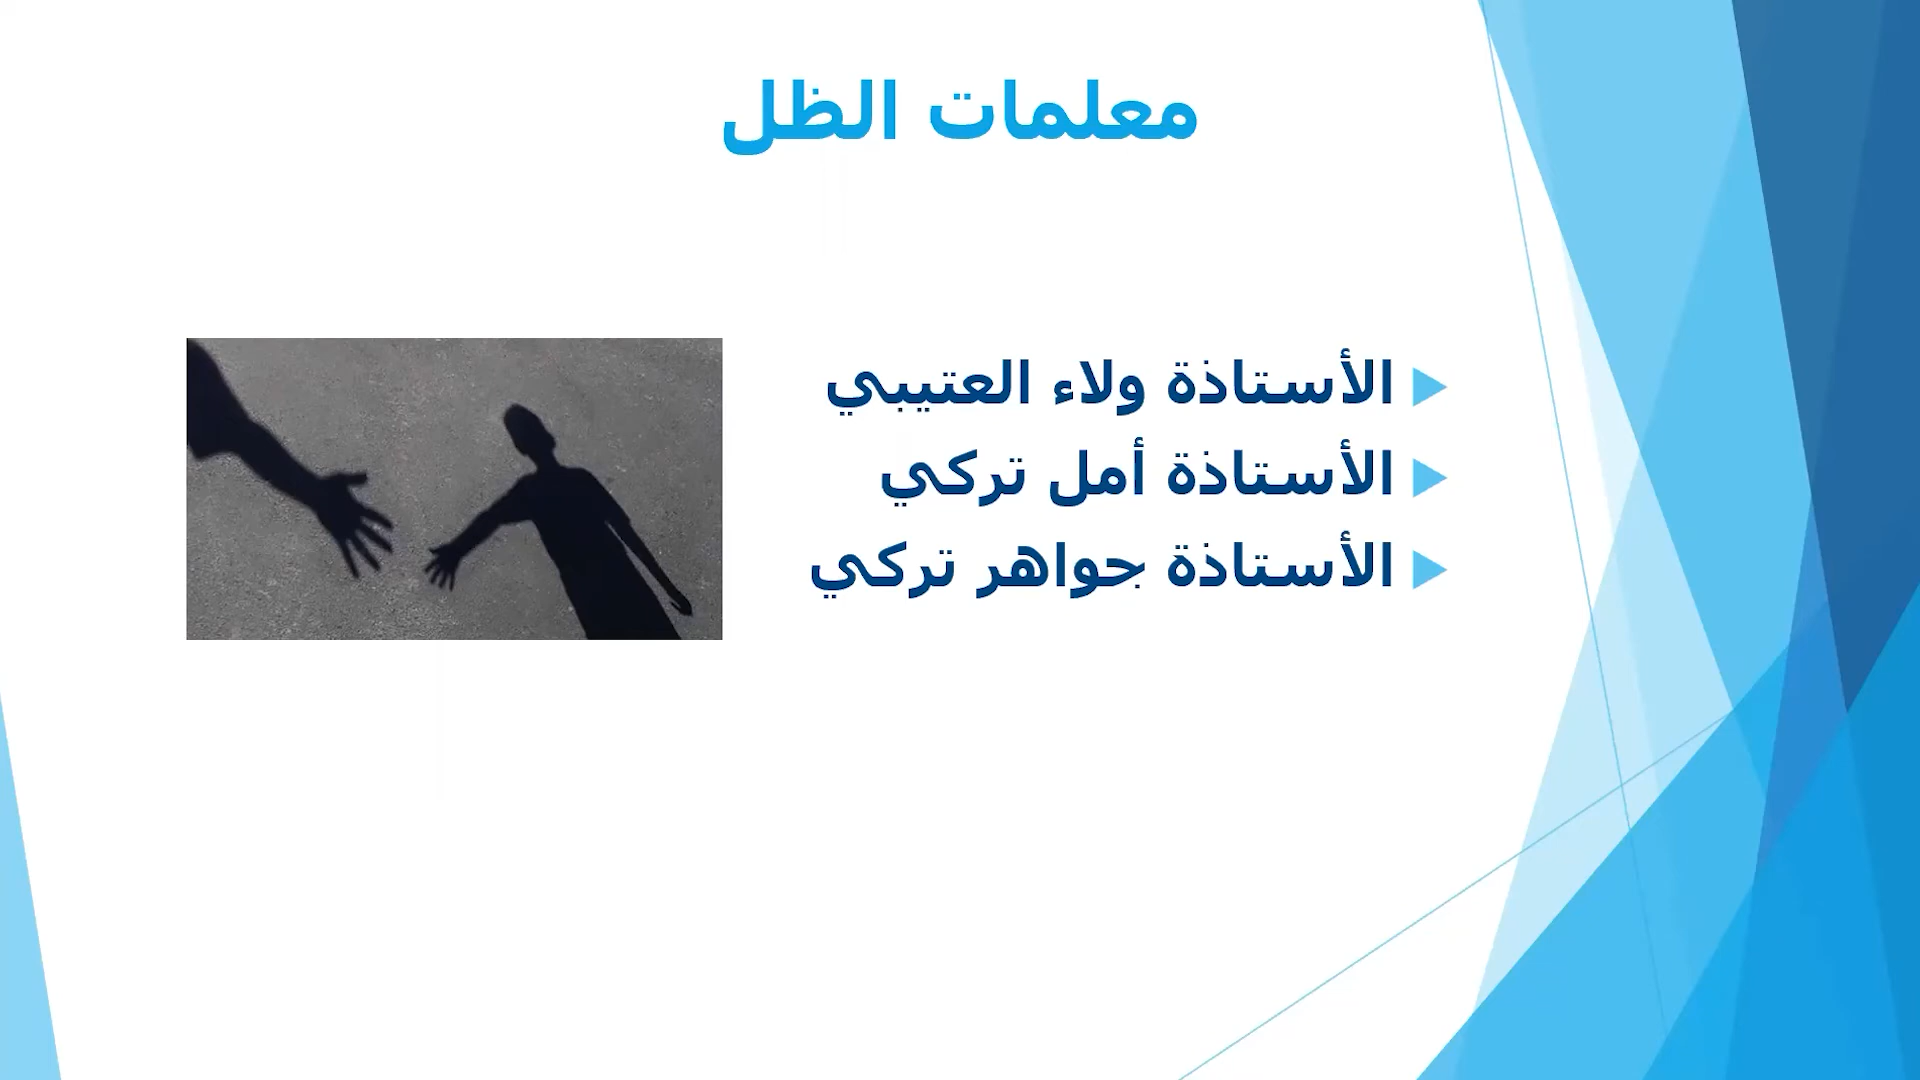 معلمات الظل
الأستاذة ولاء العتيبي
الأستاذة أمل تركي
الأستاذة جواهر تركي